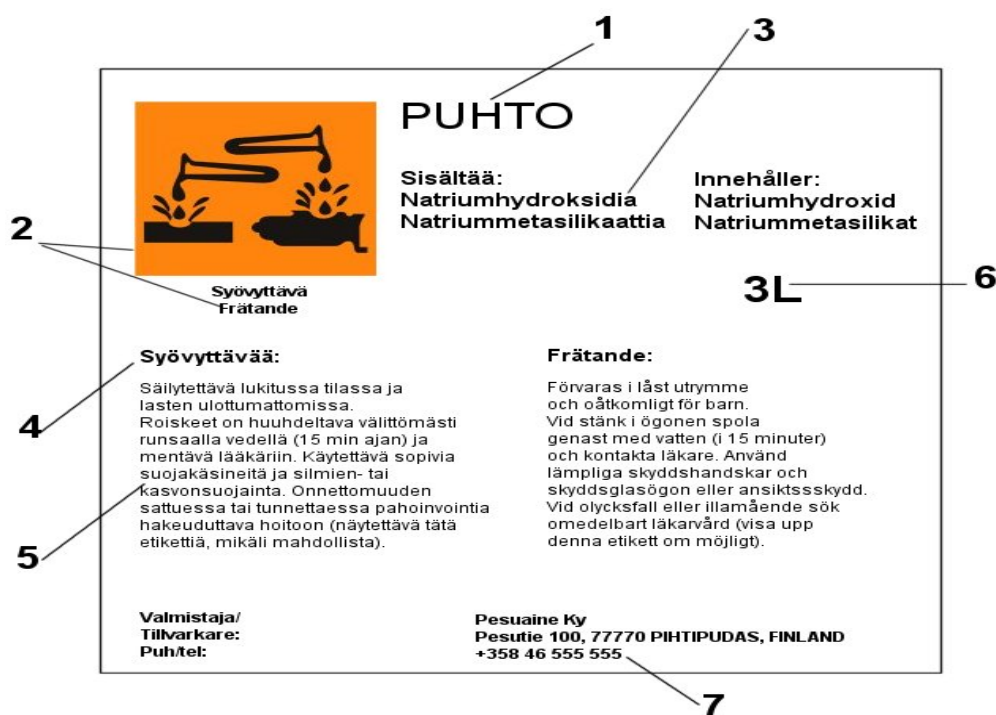 1
3
PUHTO
Sisältää:
Natriumhydroksidia
Natriummetasilikaattia
Innehåller:
Natriumhydroxid
Natriummetasilikat
2
Syövyttävä
Frätande
3L
6
Syövyttävää:
Säilytettävä lukitussa tilassa ja
lasten ulottumattomissa.
Roiskeet on huuhdeltava välittömästi
runsaalla vedellä (15 min ajan) ja
mentävä lääkäriin. Käytettävä sopivia
suojakäsineitä ja silmien- tai
kasvonsuojainta. Onnettomuuden
sattuessa tai tunnettaessa pahoinvointia
hakeuduttava hoitoon (näytettävä tätä
etikettiä, mikäli mahdollista).
4
5
Frätande:
Förvaras i låst utrymme
och oåtkomligt för barn.
Vid stänk i ögonen spola
genast med vatten (i 15 minuter)
och kontakta läkare. Använd
lämpliga skyddshandskar och
skyddsglasögon eller ansiktssskydd.
Vid olycksfall eller illamående sök
omedelbart läkarvård (visa upp
denna etikett om möjligt).
Valmistaja/
Tillvarkare:
Puh/tel:
Pesuaine Ky
Pesutie 100, 77770 PIHTIPUDAS, FINLAND
+358 46 555 555
7